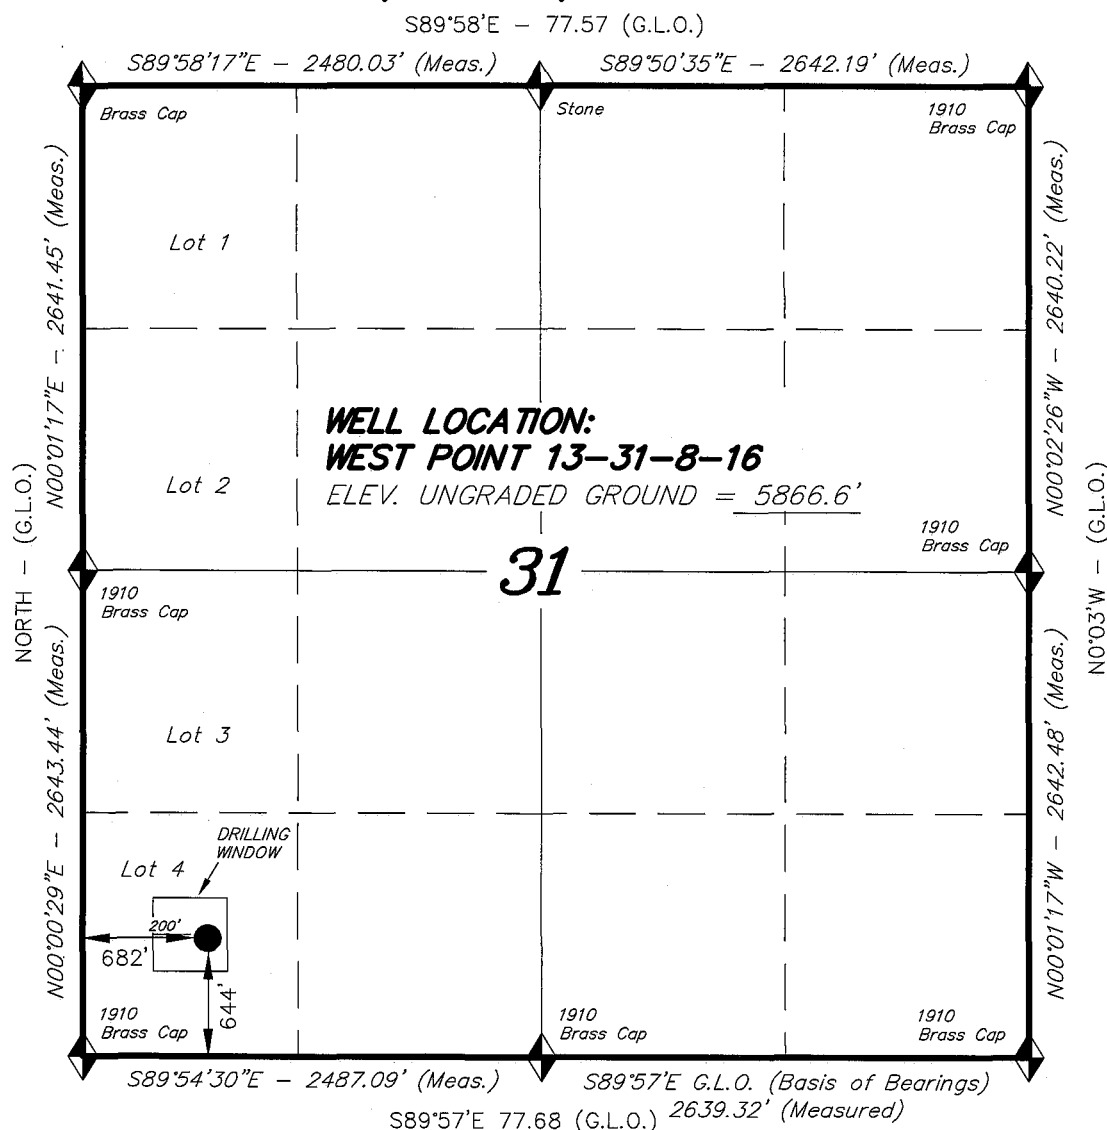 S89°58'E – 77.57 (G.L.O.)
S89°58'17"E – 2480.03' (Meas.)
S89°50'35"E – 2642.19' (Meas.)
Brass Cap
Stone
1910
Brass Cap
N00°01'17"E – 2641.45' (Meas.)
N00°02'26"W – 2640.22' (Meas.)
Lot 1
WELL LOCATION:
WEST POINT 13–31–8–16
ELEV. UNGRADED GROUND = 5866.6'
Lot 2
NORTH – (G.L.O.)
N0°03'W – (G.L.O.)
1910
Brass Cap
31
1910
Brass Cap
N00°00'29"E – 2643.44' (Meas.)
N00°01'17"W – 2642.48' (Meas.)
Lot 3
DRILLING
WINDOW
Lot 4
200'
682'
644'
1910
Brass Cap
1910
Brass Cap
1910
Brass Cap
S89°54'30"E – 2487.09' (Meas.)
S89°57'E G.L.O. (Basis of Bearings)
2639.32' (Measured)
S89°57'E 77.68 (G.L.O.)